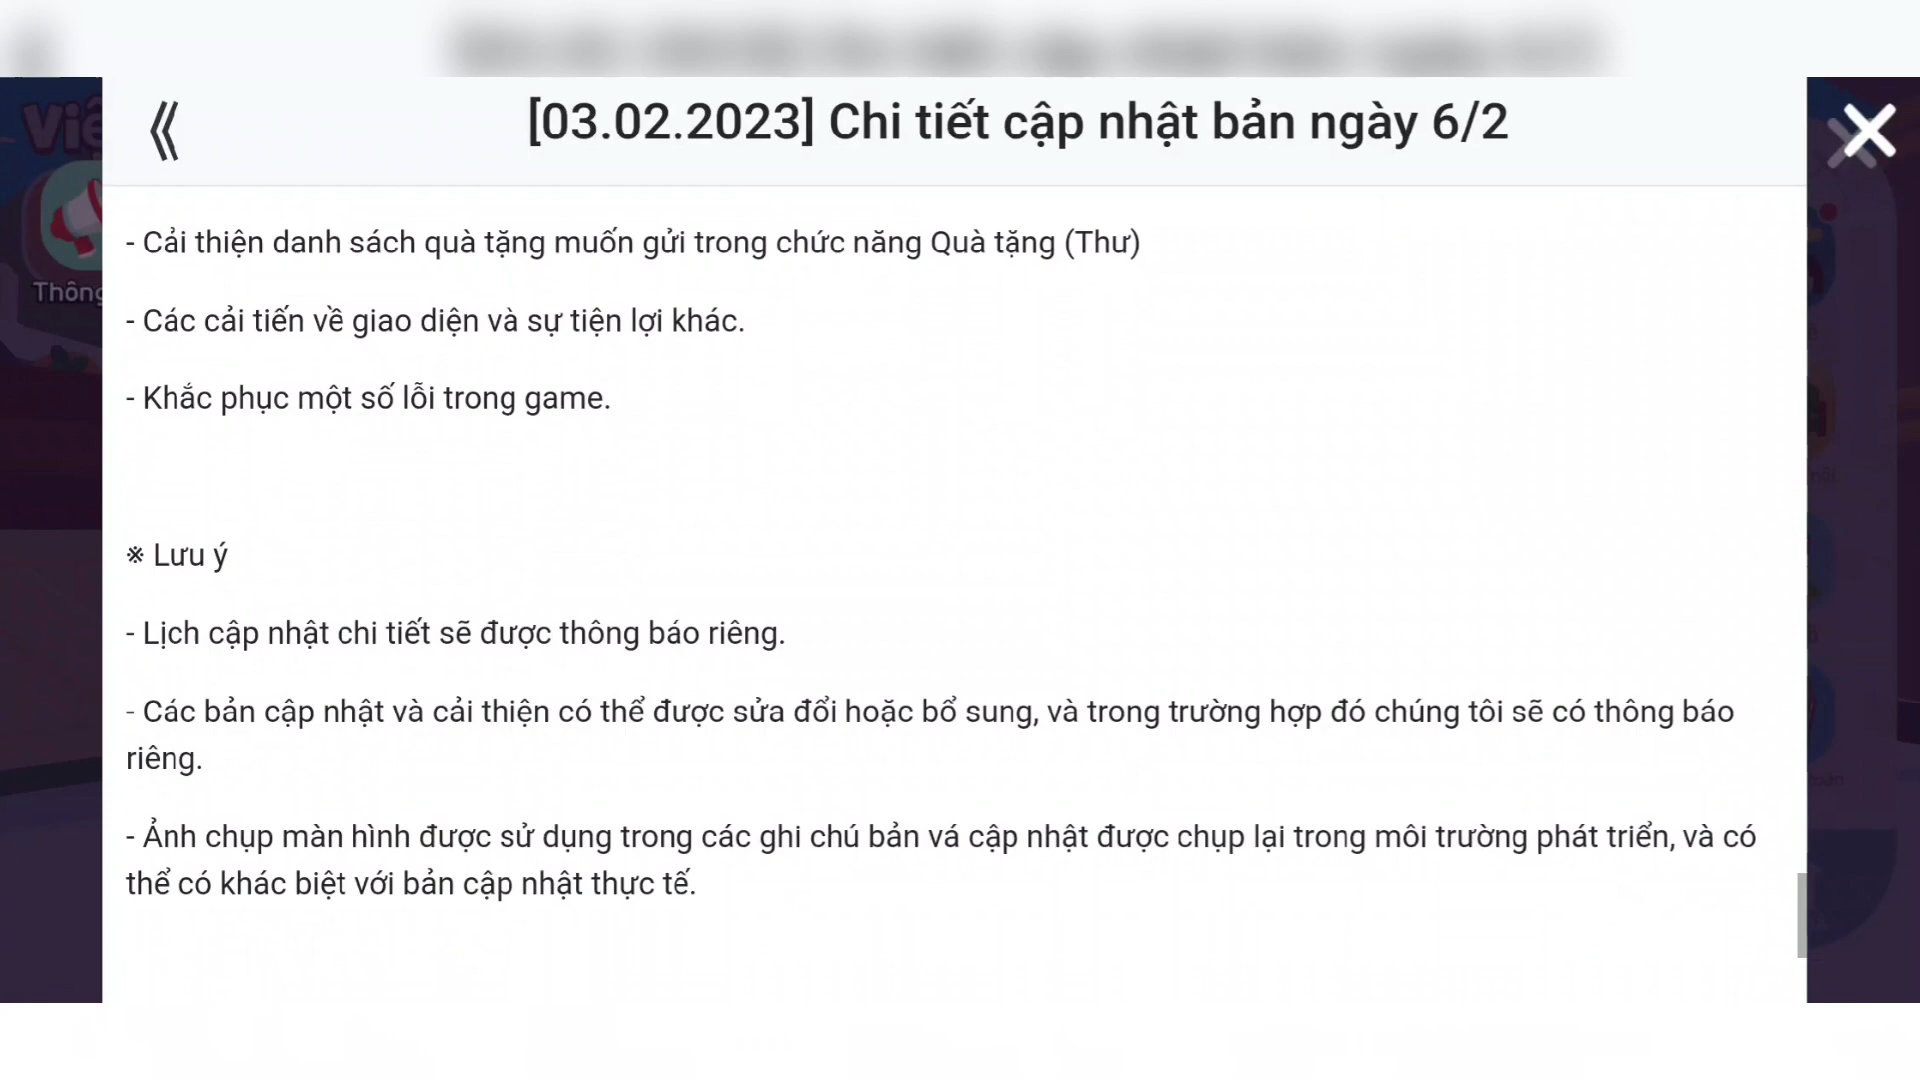 [03.02.2023] Chi tiết cập nhật bản ngày 6/2
Việ
Thông
- Cải thiện danh sách quà tặng muốn gửi trong chức năng Quà tặng (Thư)
- Các cải tiến về giao diện và sự tiện lợi khác.
- Khắc phục một số lỗi trong game.
※ Lưu ý
- Lịch cập nhật chi tiết sẽ được thông báo riêng.
- Các bản cập nhật và cải thiện có thể được sửa đổi hoặc bổ sung, và trong trường hợp đó chúng tôi sẽ có thông báo
riêng.
- Ảnh chụp màn hình được sử dụng trong các ghi chú bản vá cập nhật được chụp lại trong môi trường phát triển, và có
thể có khác biệt với bản cập nhật thực tế.